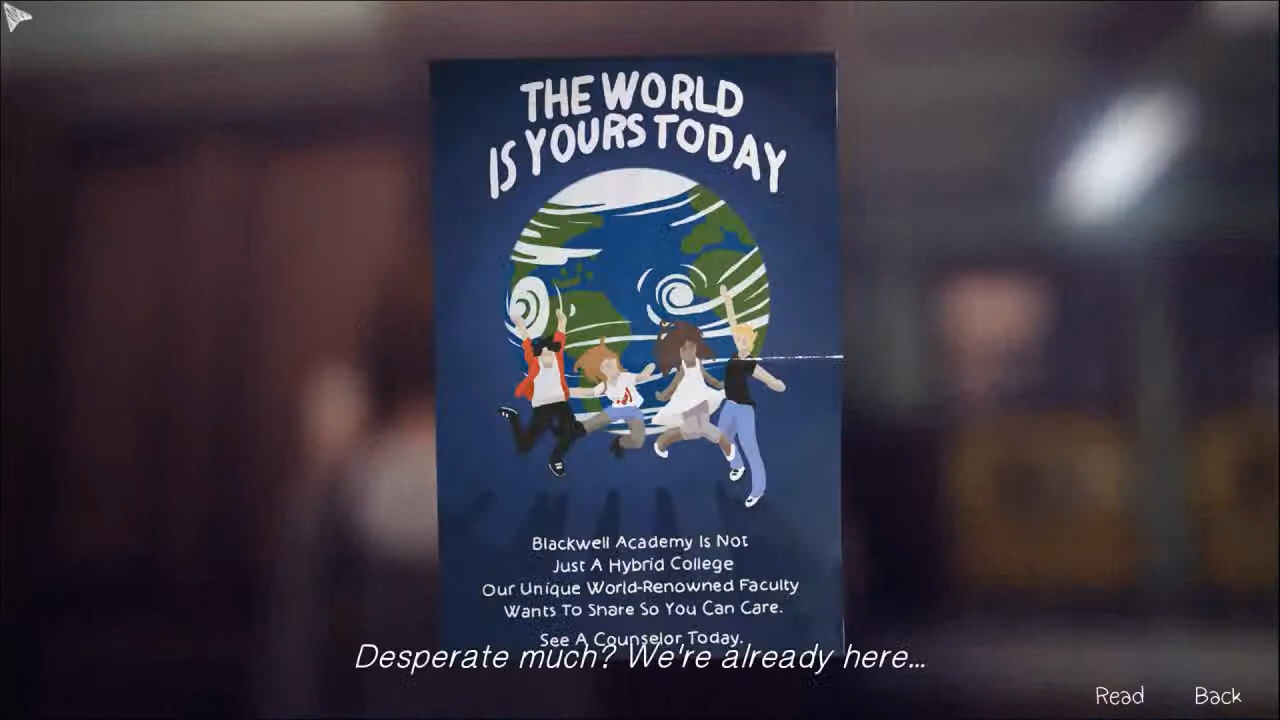 THE WORLD
IS YOURS TODAY
Blackwell Academy Is Not
Just A Hybrid College
Our Unique World-Renowned Faculty
Wants To Share So You Can Care.
See A Counselor Today.
Desperate much? We're already here...
Read Back